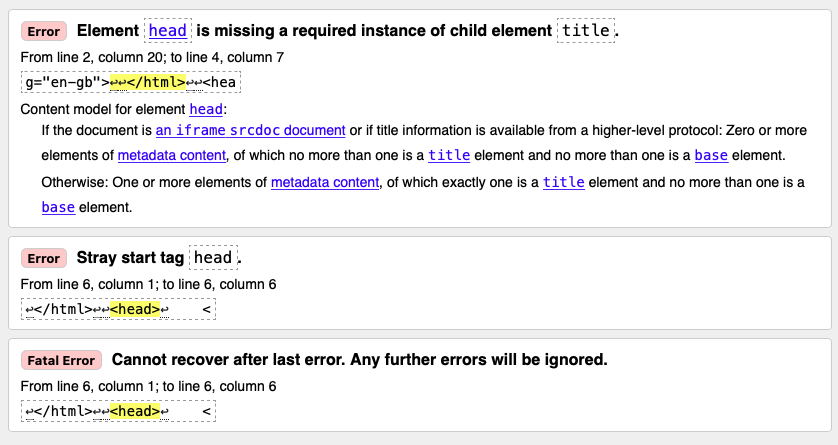 Error Element head is missing a required instance of child element title.
From line 2, column 20; to line 4, column 7
g="en-gb">↩↩</html>↩↩<hea
Content model for element head:
If the document is an iframe srcdoc document or if title information is available from a higher-level protocol: Zero or more
elements of metadata content, of which no more than one is a title element and no more than one is a base element.
Otherwise: One or more elements of metadata content, of which exactly one is a title element and no more than one is a
base element.
Error Stray start tag head.
From line 6, column 1; to line 6, column 6
↩</html>↩↩<head>↩    <
Fatal Error Cannot recover after last error. Any further errors will be ignored.
From line 6, column 1; to line 6, column 6
↩</html>↩↩<head>↩    <